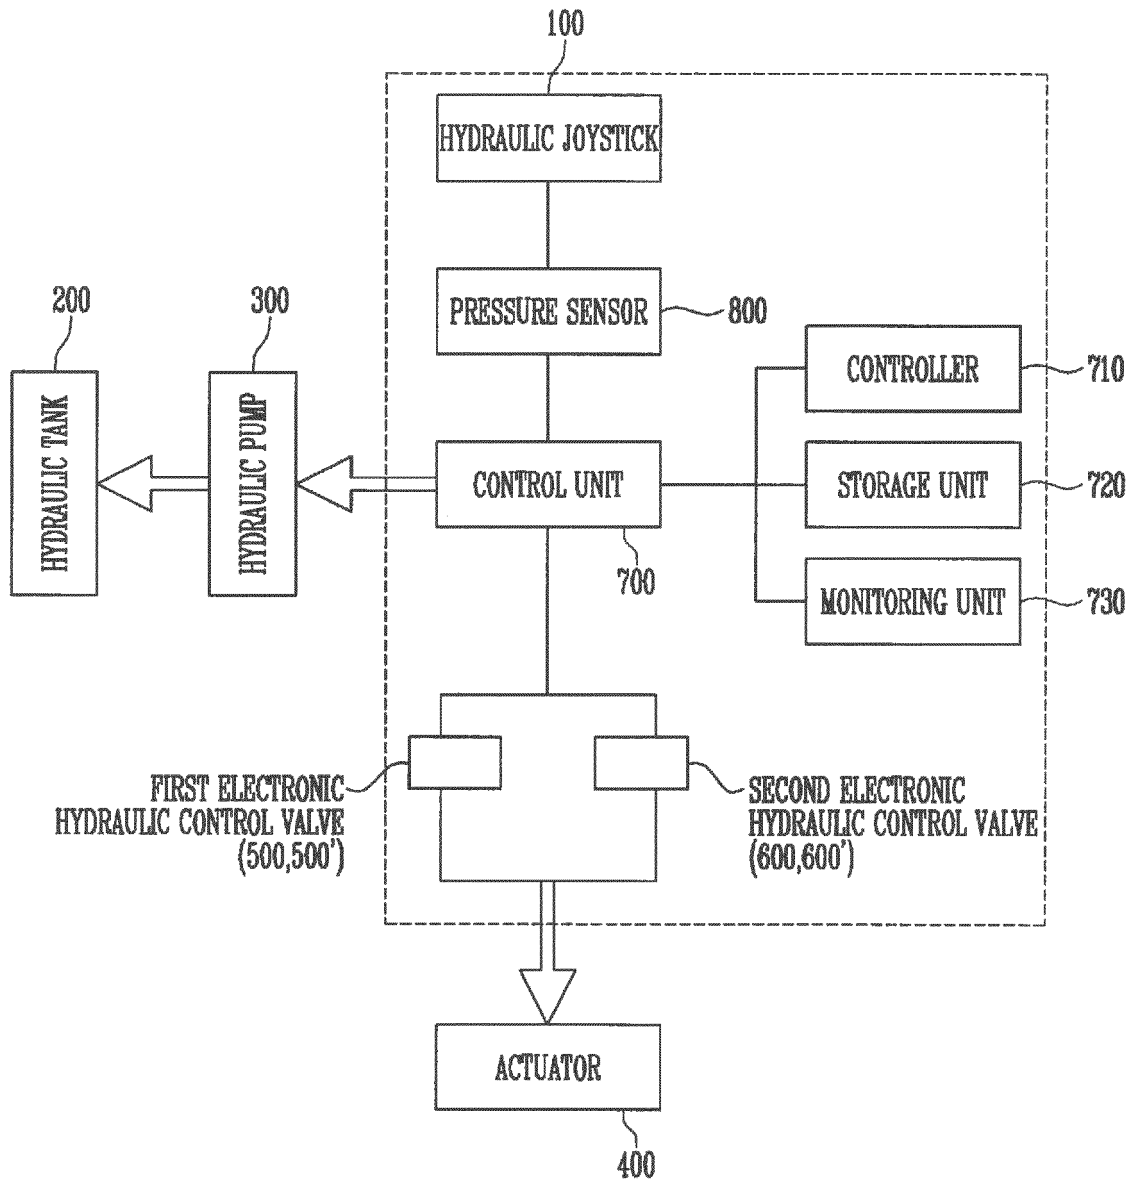 100
HYDRAULIC JOYSTICK
200
300
PRESSURE SENSOR
800
CONTROLLER
710
HYDRAULIC TANK
HYDRAULIC PUMP
CONTROL UNIT
STORAGE UNIT
720
700
MONITORING UNIT
730
FIRST ELECTRONIC
HYDRAULIC CONTROL VALVE
(500,500')
SECOND ELECTRONIC
HYDRAULIC CONTROL VALVE
(600,600')
ACTUATOR
400